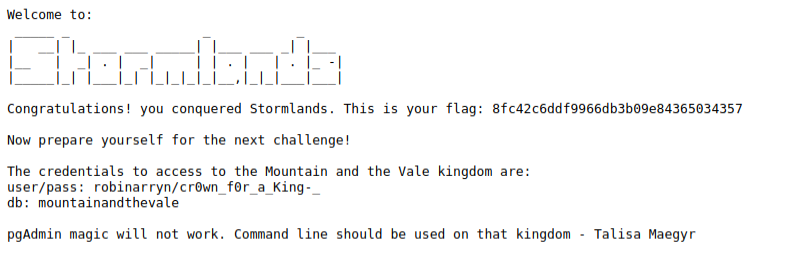 Welcome to:
Stormlands
Congratulations! you conquered Stormlands. This is your flag: 8fc42c6ddf9966db3b09e84365034357
Now prepare yourself for the next challenge!
The credentials to access to the Mountain and the Vale kingdom are:
user/pass: robinarryn/cr0wn_f0r_a_King-_
db: mountainandthevale
pgAdmin magic will not work. Command line should be used on that kingdom - Talisa Maegyr